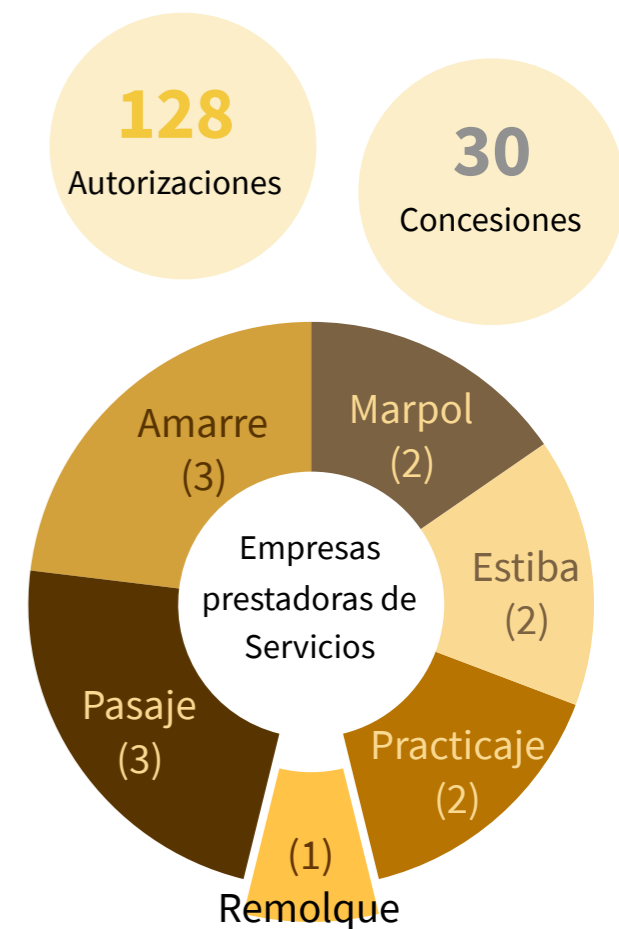 128
Autorizaciones
30
Concesiones
Amarre
(3)
Marpol
(2)
Empresas
prestadoras de
Servicios
Estiba
(2)
Pasaje
(3)
Practicaje
(2)
(1)
Remolque